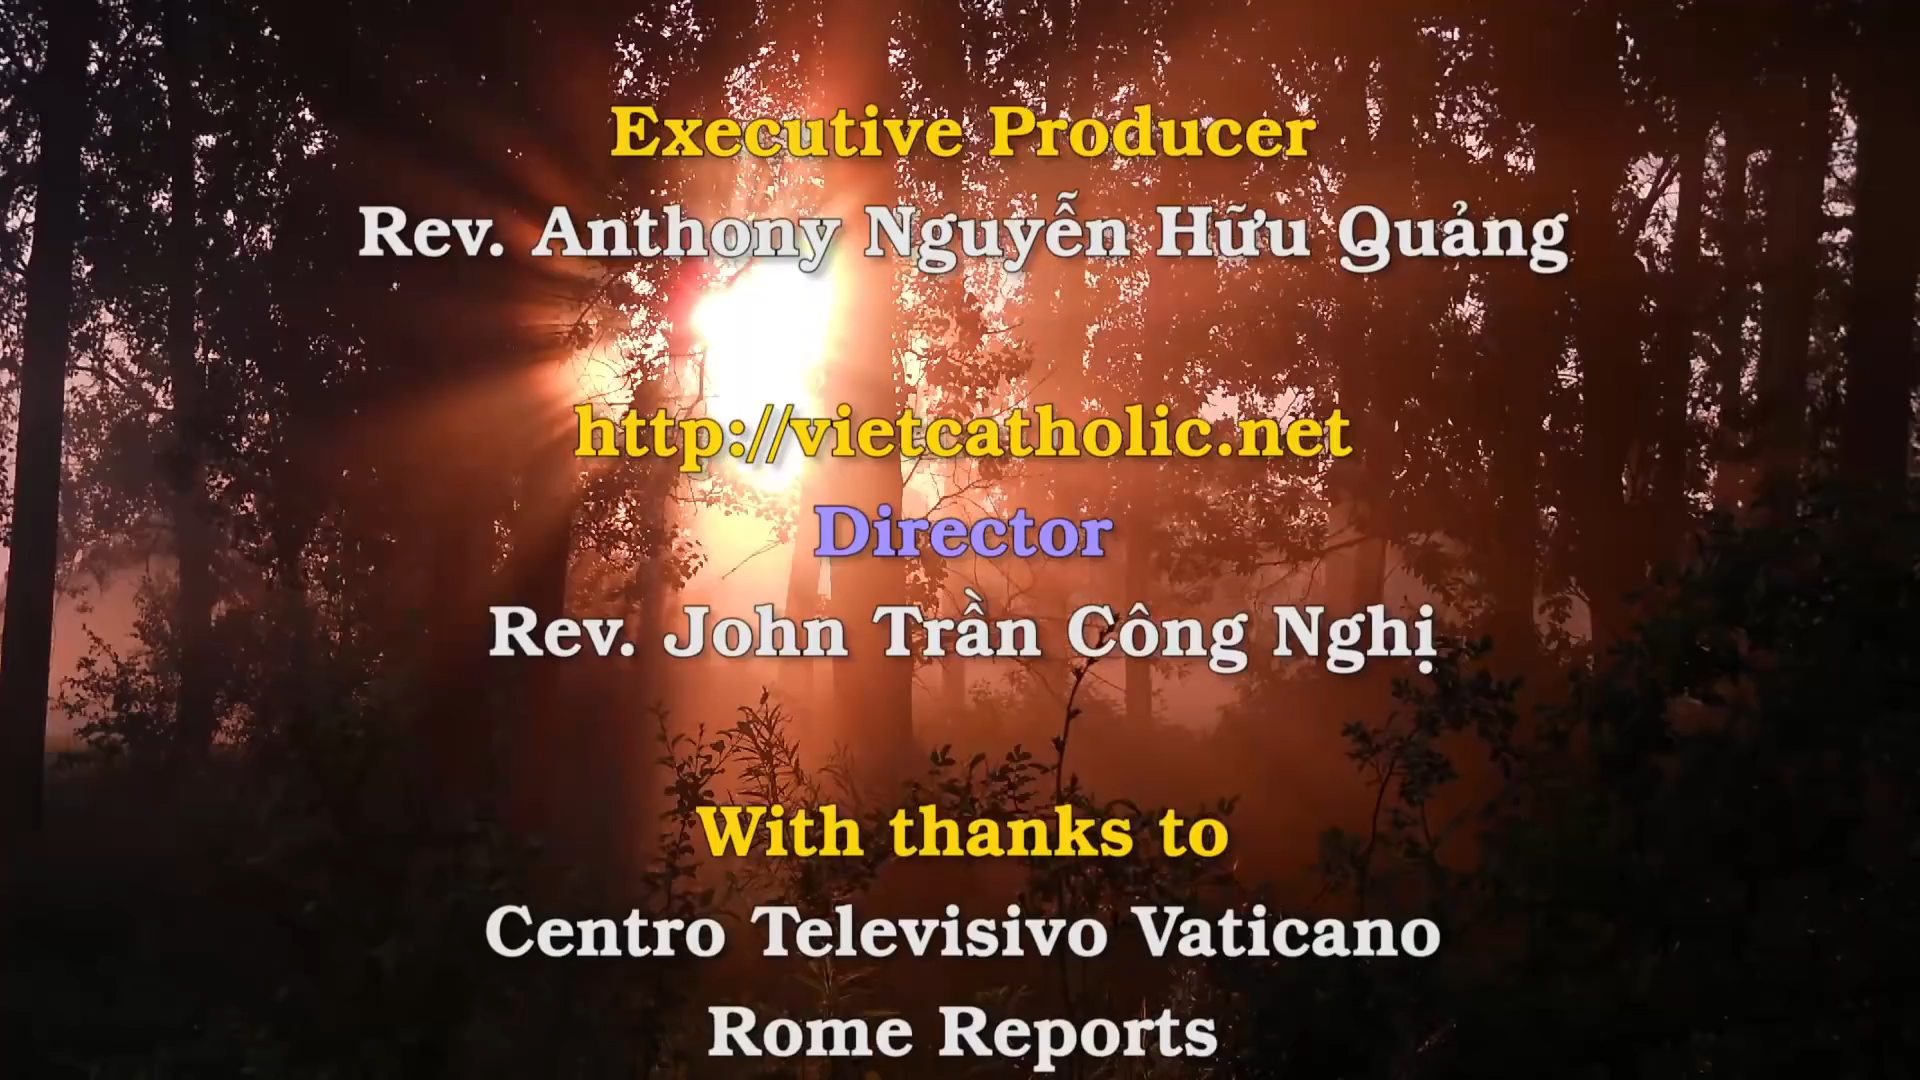 Executive Producer
Rev. Anthony Nguyễn Hữu Quảng
http://vietcatholic.net
Director
Rev. John Trần Công Nghị
With thanks to
Centro Televisivo Vaticano
Rome Reports